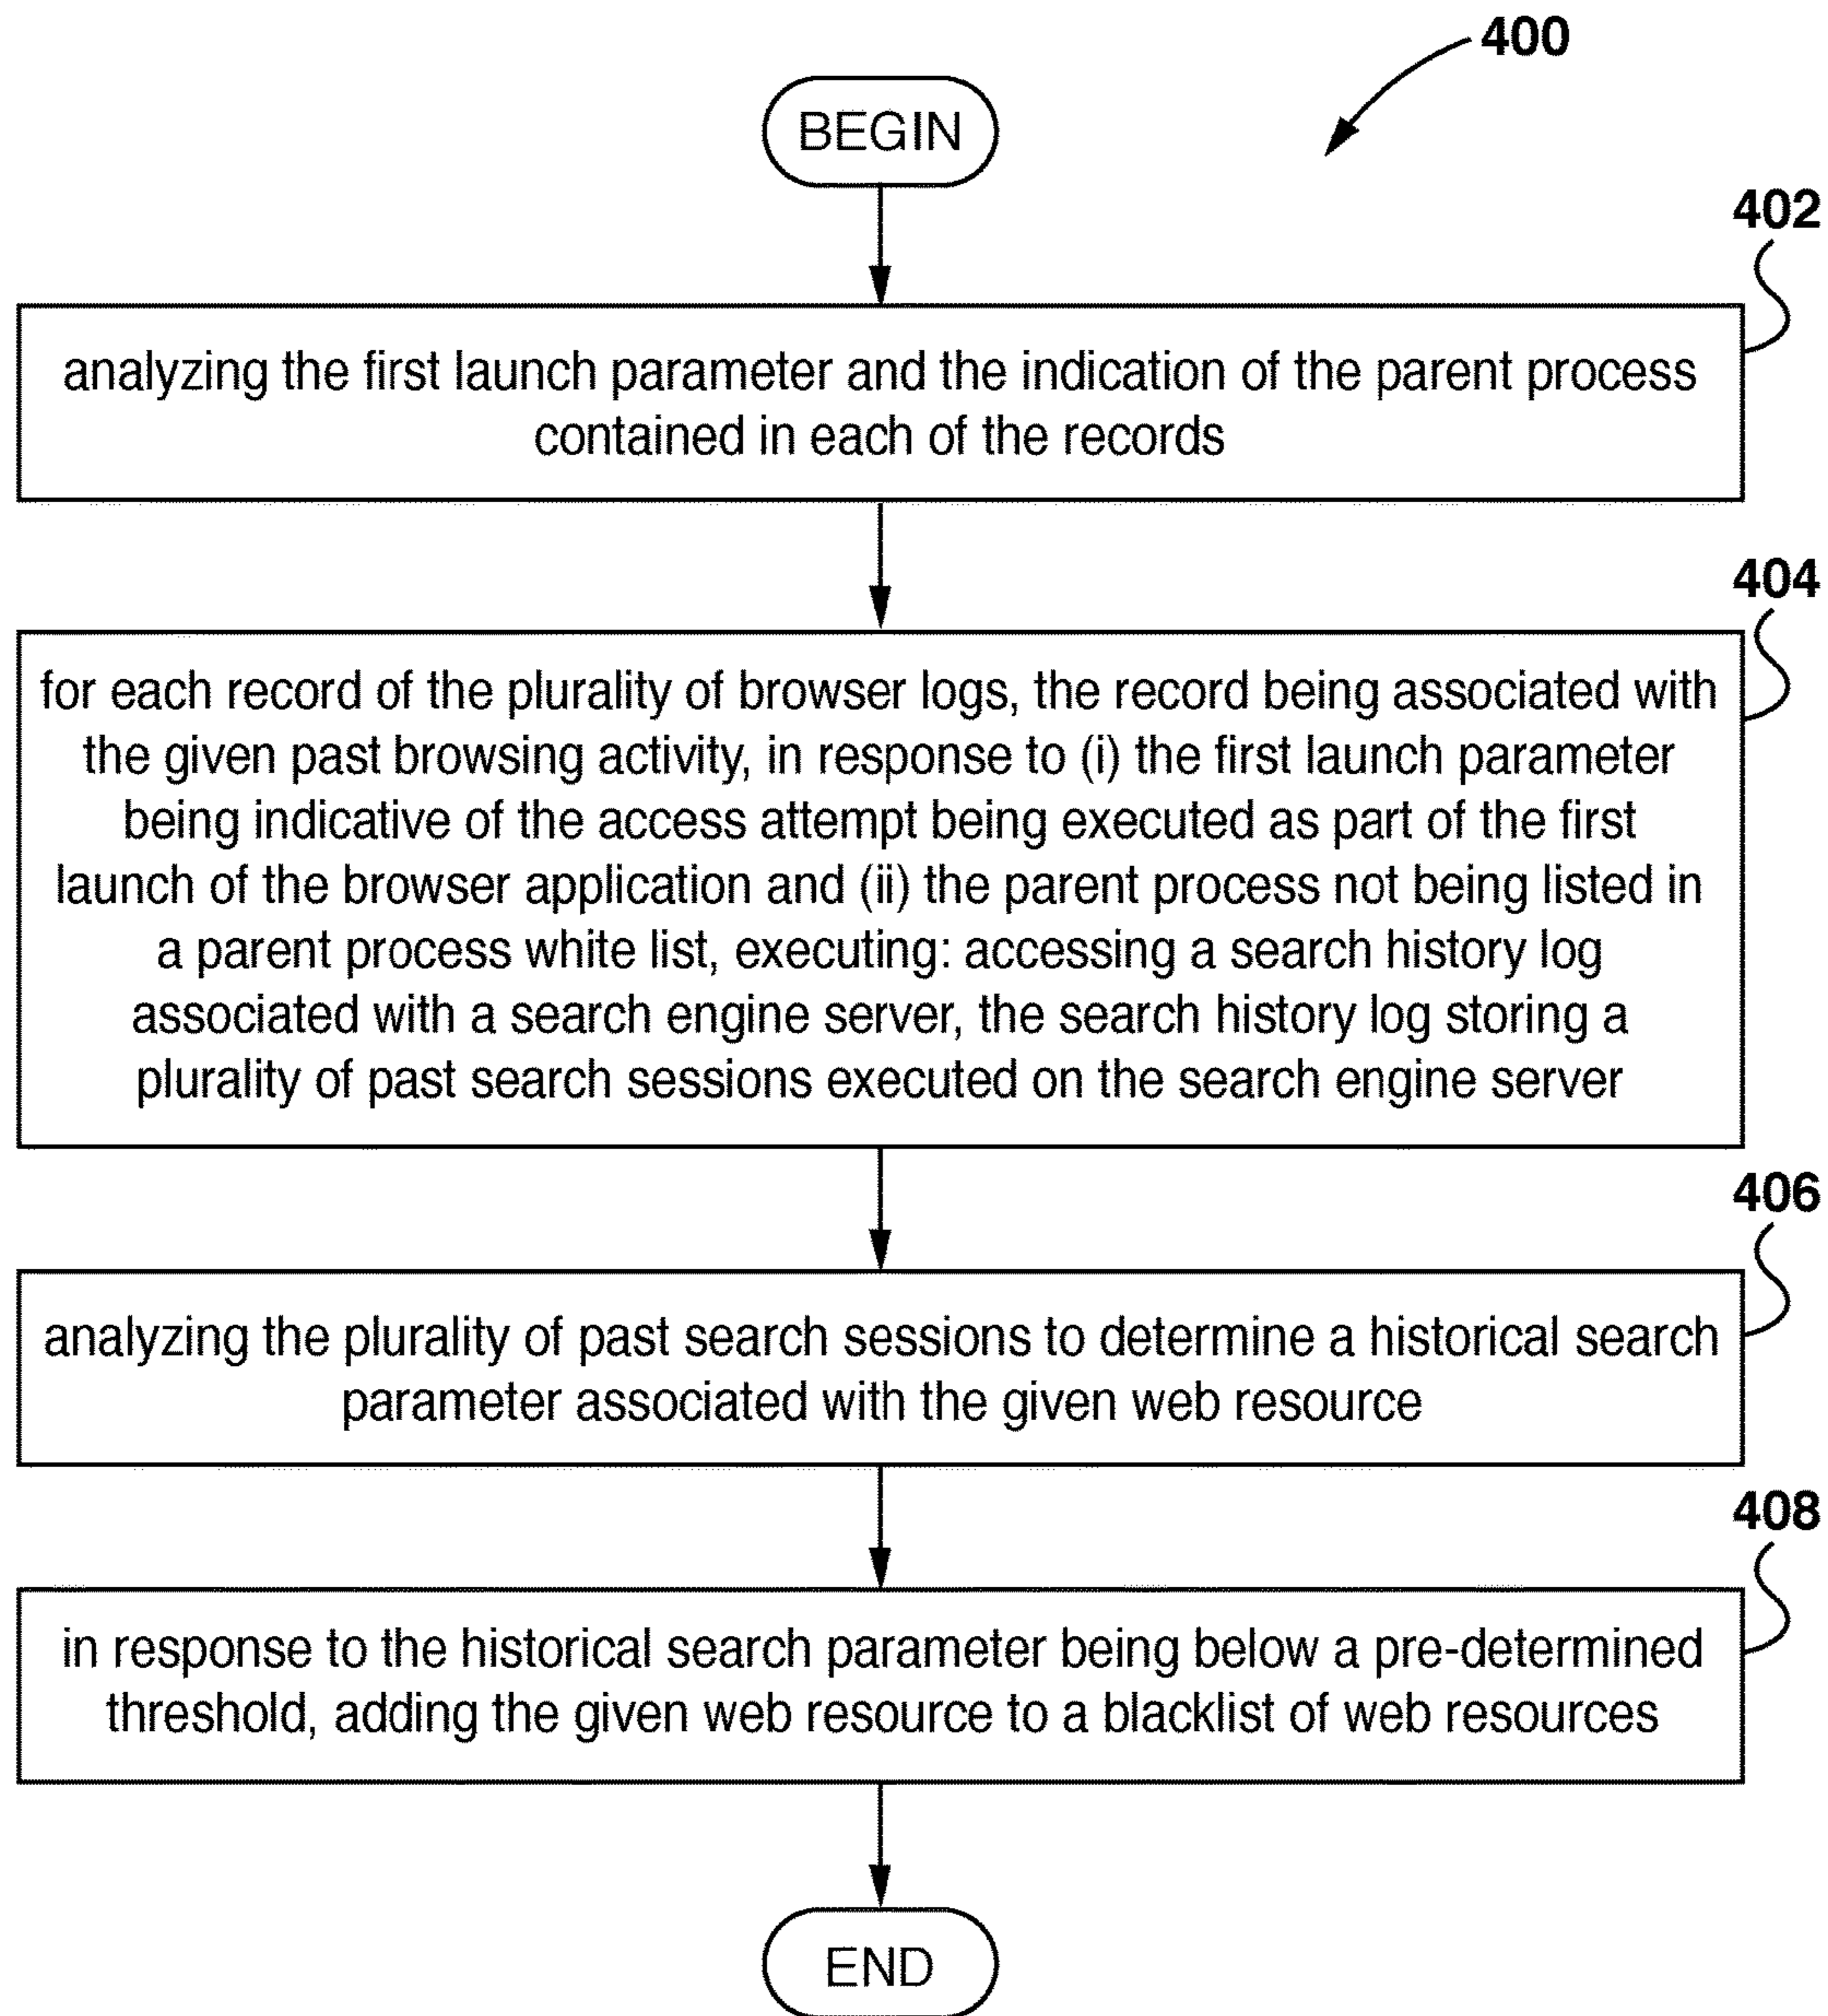 400
BEGIN
402
analyzing the first launch parameter and the indication of the parent process
contained in each of the records
404
for each record of the plurality of browser logs, the record being associated with
the given past browsing activity, in response to (i) the first launch parameter
being indicative of the access attempt being executed as part of the first
launch of the browser application and (ii) the parent process not being listed in
a parent process white list, executing: accessing a search history log
associated with a search engine server, the search history log storing a
plurality of past search sessions executed on the search engine server
406
analyzing the plurality of past search sessions to determine a historical search
parameter associated with the given web resource
408
in response to the historical search parameter being below a pre-determined
threshold, adding the given web resource to a blacklist of web resources
END